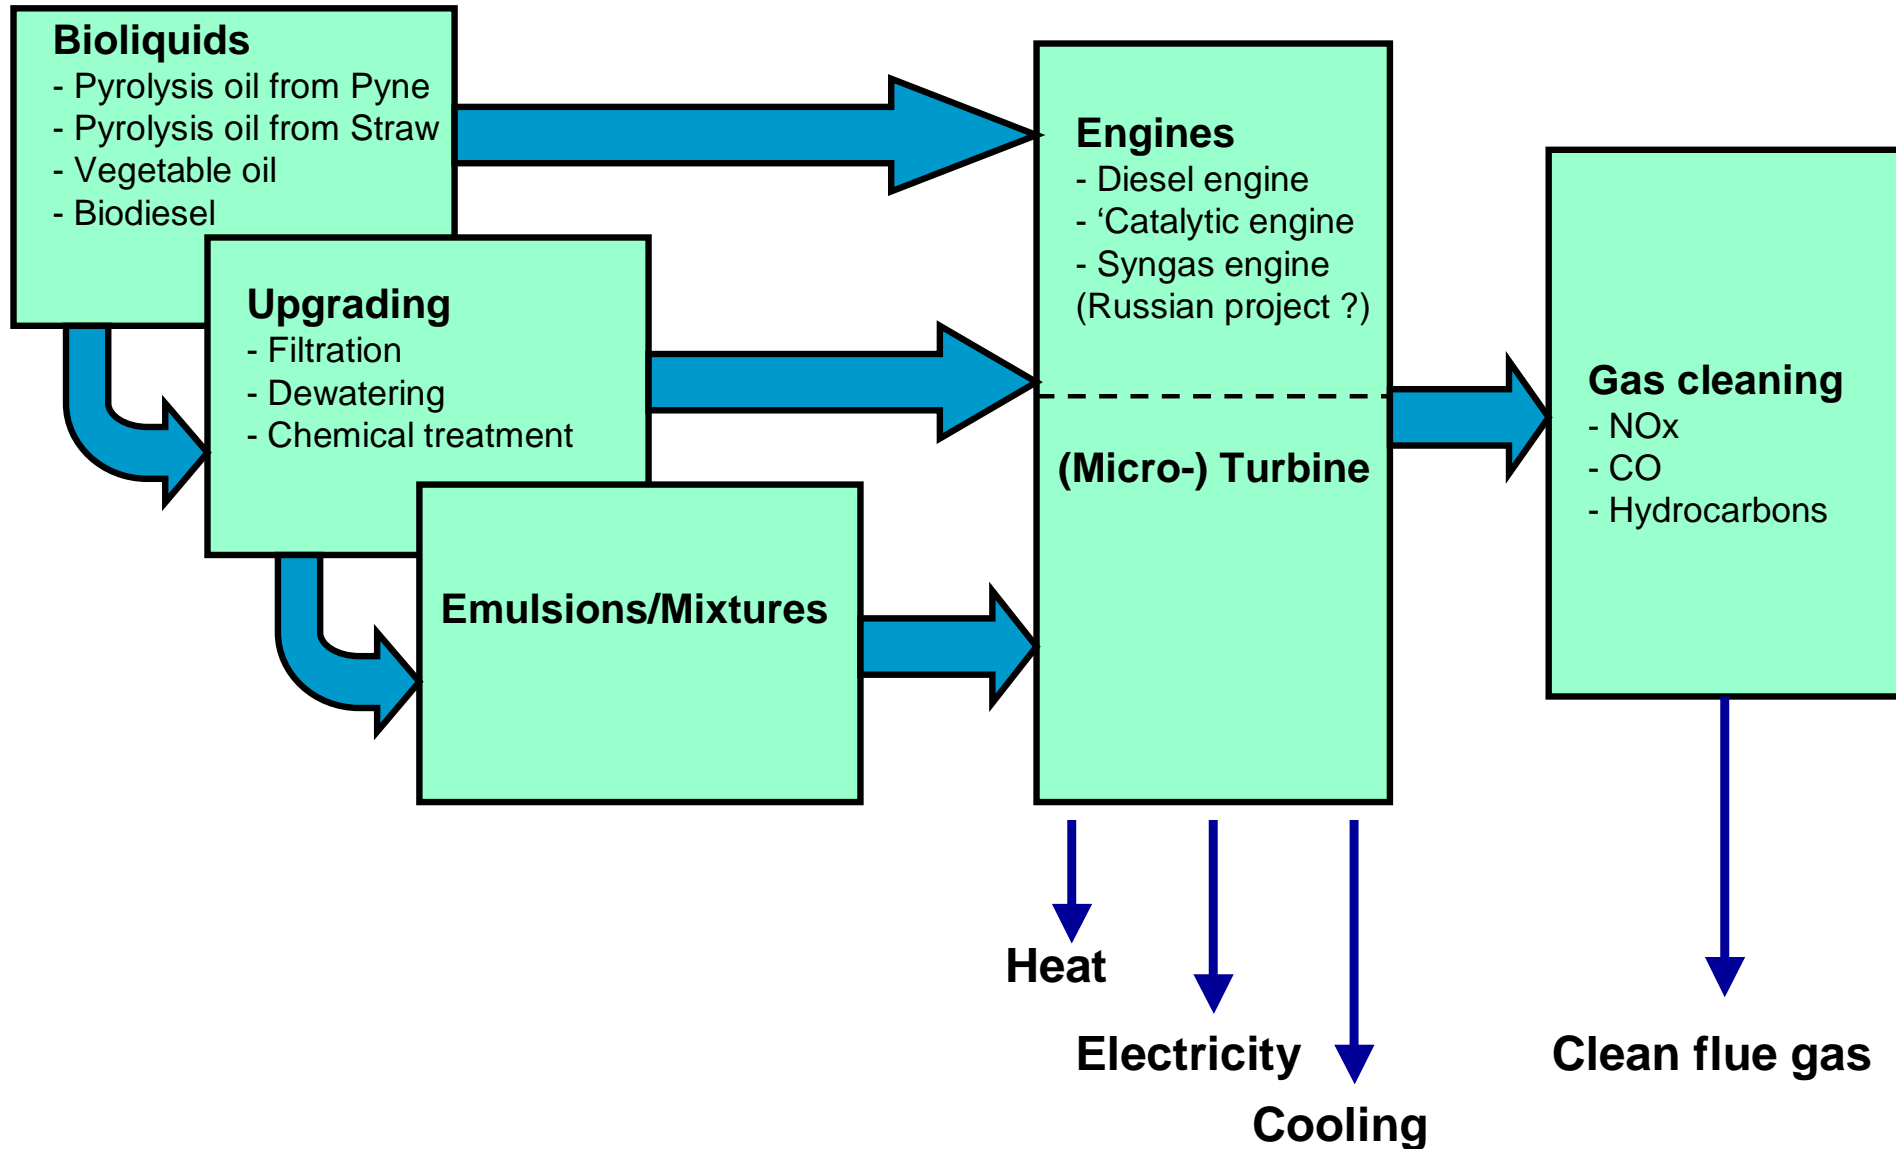 Bioliquids
- Pyrolysis oil from Pyne
- Pyrolysis oil from Straw
- Vegetable oil
- Biodiesel
Upgrading
- Filtration
- Dewatering
- Chemical treatment
Emulsions/Mixtures
Engines
- Diesel engine
- ‘Catalytic engine
- Syngas engine
(Russian project ?)
(Micro-) Turbine
Gas cleaning
- NOx
- CO
- Hydrocarbons
Heat
Electricity
Cooling
Clean flue gas